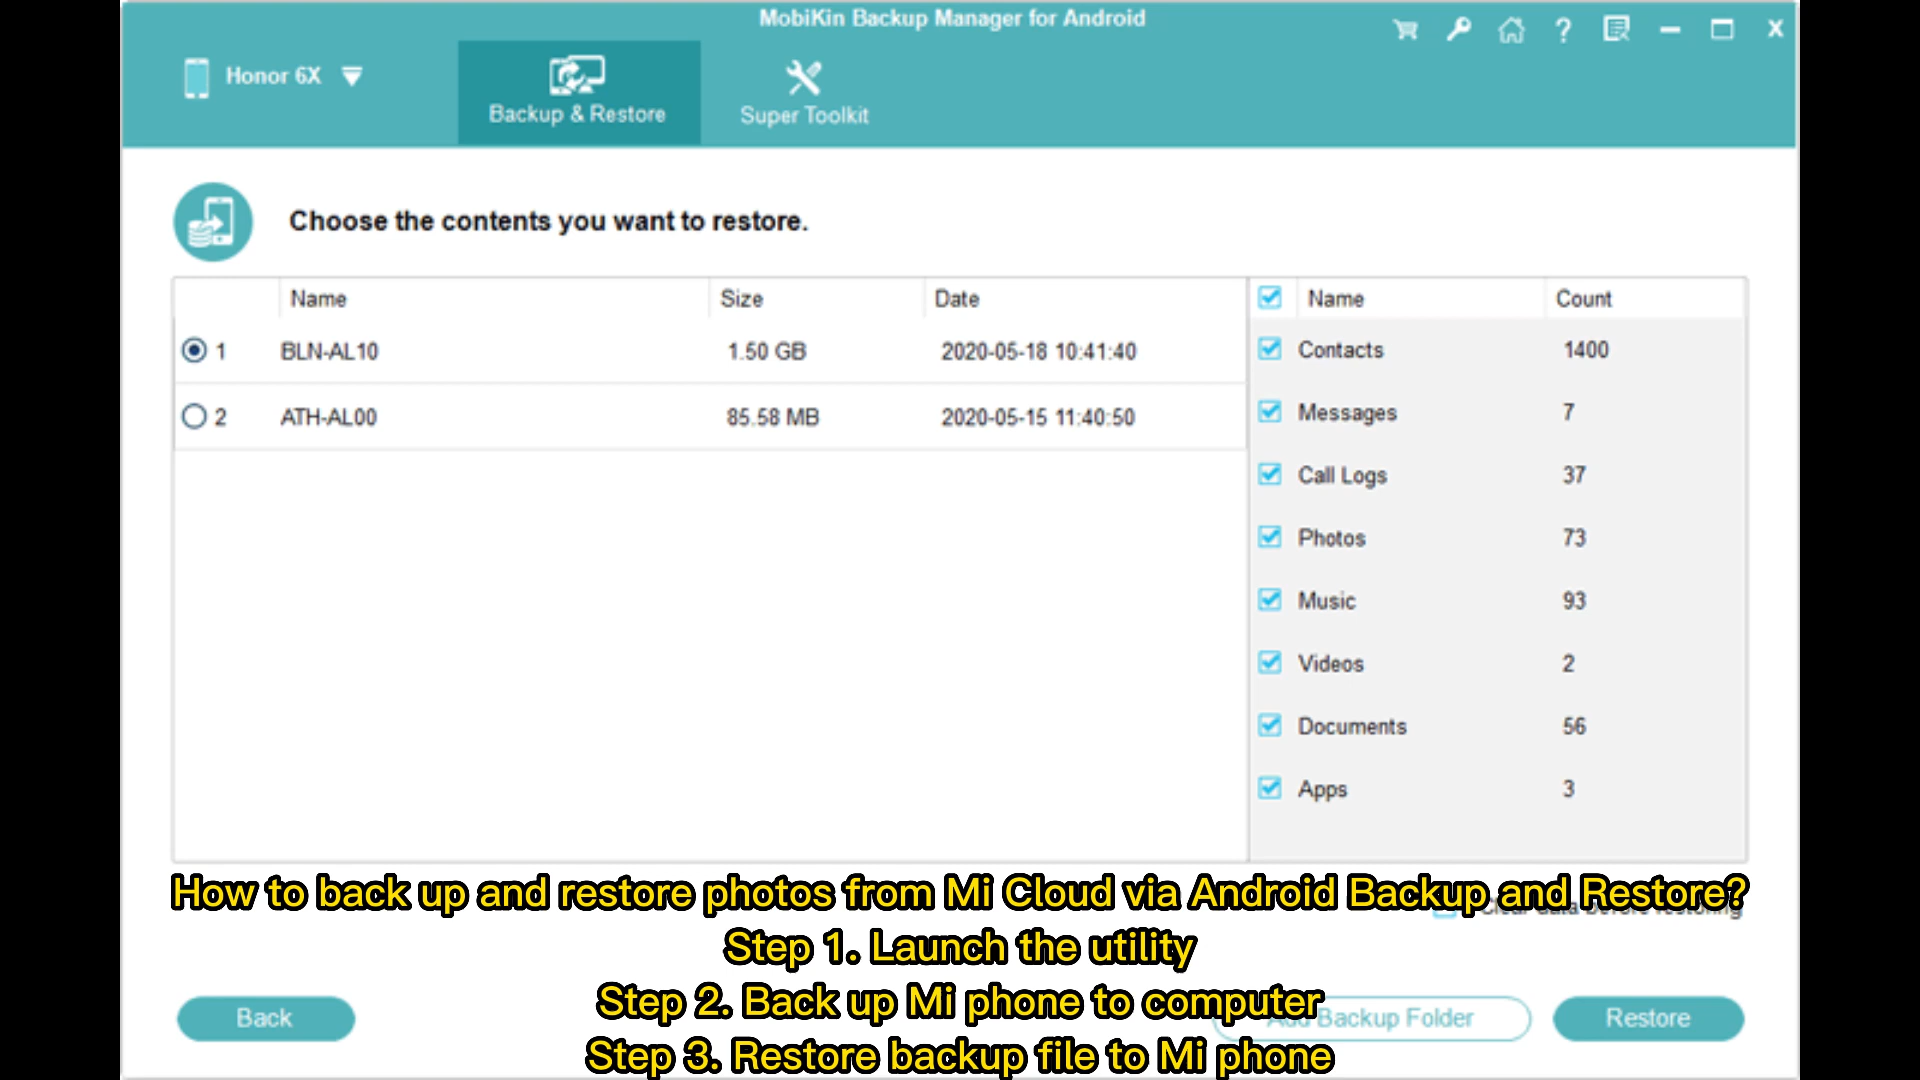 MobiKin Backup Manager for Android
Honor 6X
Backup & Restore
Super Toolkit
Choose the contents you want to restore.
Name Size Date
1 BLN-AL10 1.50 GB 2020-05-18 10:41:40
2 ATH-AL00 85.58 MB 2020-05-15 11:40:50
Name Count
Contacts 1400
Messages 7
Call Logs 37
Photos 73
Music 93
Videos 2
Documents 56
Apps 3
Clear data before restoring
How to back up and restore photos from Mi Cloud via Android Backup and Restore?
Step 1. Launch the utility
Step 2. Back up Mi phone to computer
Step 3. Restore backup file to Mi phone
Back
Add Backup Folder
Restore